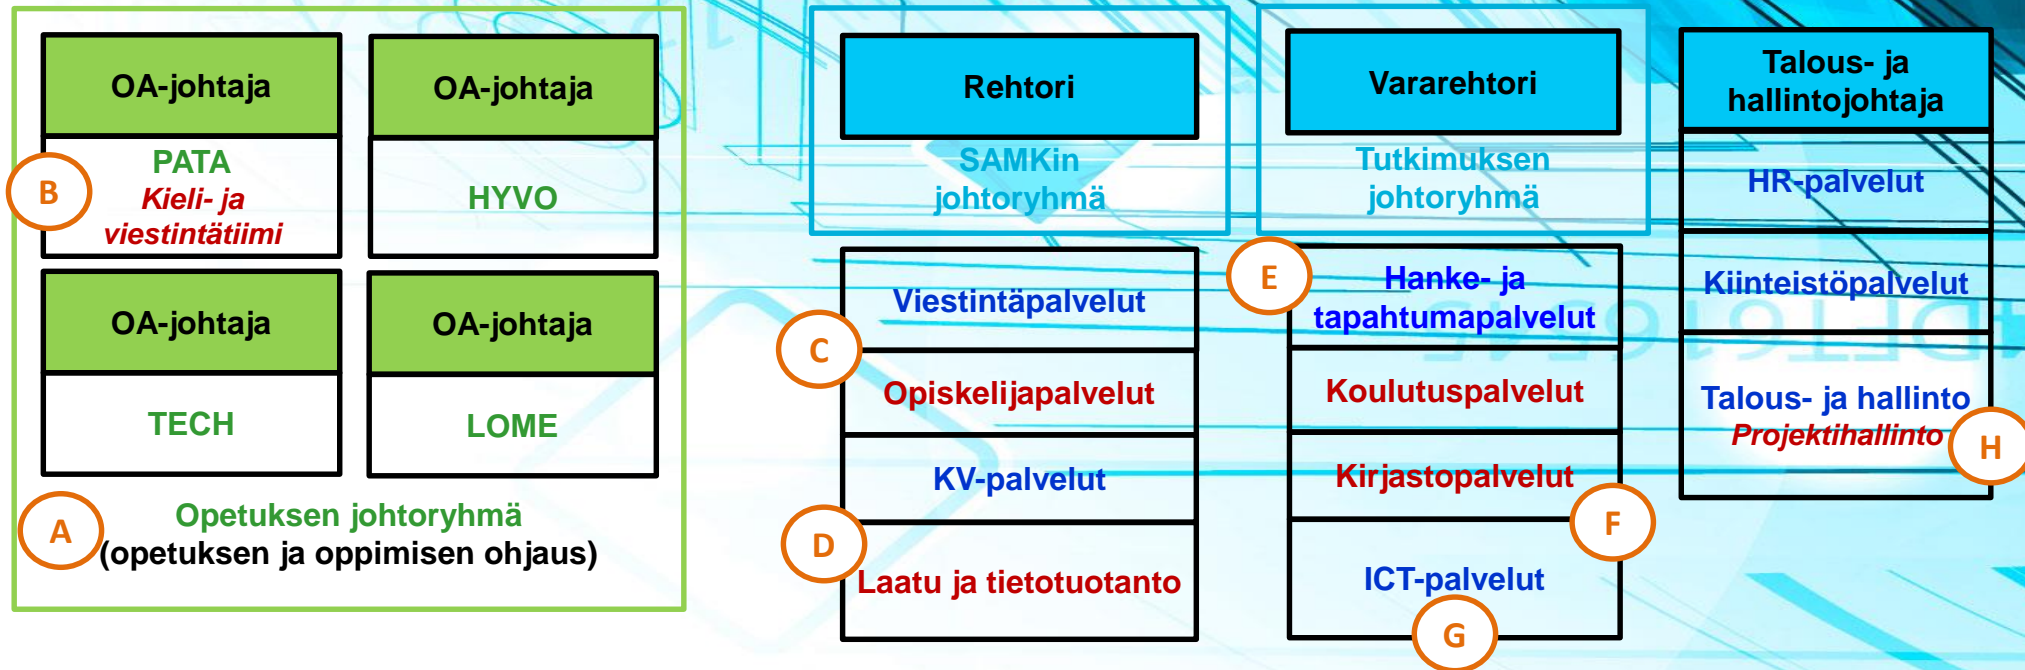 OA-johtaja
PATA
Kieli- ja
viestintätiimi
B
OA-johtaja
HYVO
OA-johtaja
TECH
OA-johtaja
LOME
A
Opetuksen johtoryhmä
(opetuksen ja oppimisen ohjaus)
Rehtori
SAMKin
johtoryhmä
Viestintäpalvelut
C
Opiskelijapalvelut
KV-palvelut
D
Laatu ja tietotuotanto
Vararehtori
Tutkimuksen
johtoryhmä
E
Hanke- ja
tapahtumapalvelut
Koulutuspalvelut
Kirjastopalvelut
F
ICT-palvelut
G
Talous- ja
hallintojohtaja
HR-palvelut
Kiinteistöpalvelut
Talous- ja hallinto
Projektihallinto
H